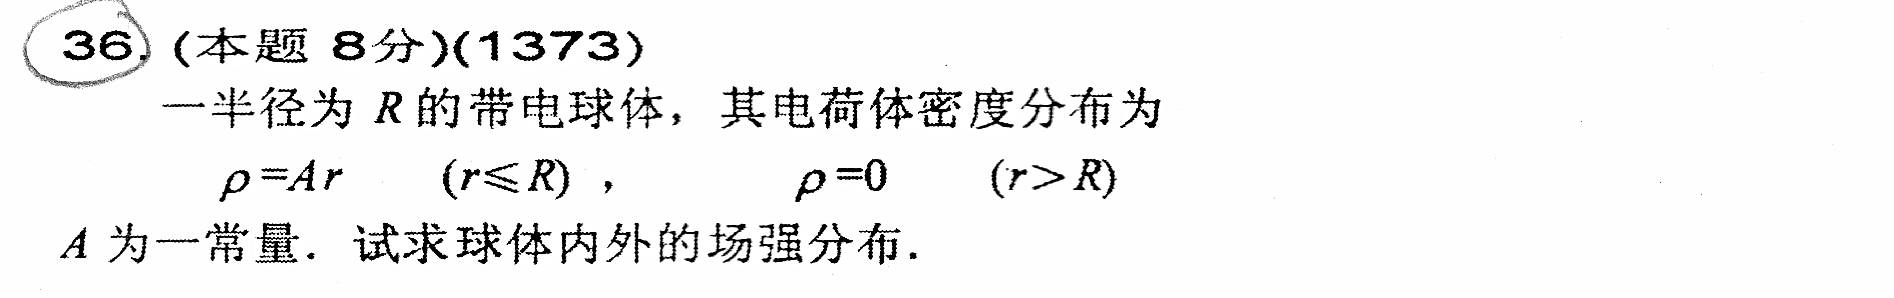 36. (本题 8分)(1373)
一半径为 R 的带电球体，其电荷体密度分布为
ρ=Ar (r≤R)， ρ=0 (r>R)
A 为一常量．试求球体内外的场强分布．